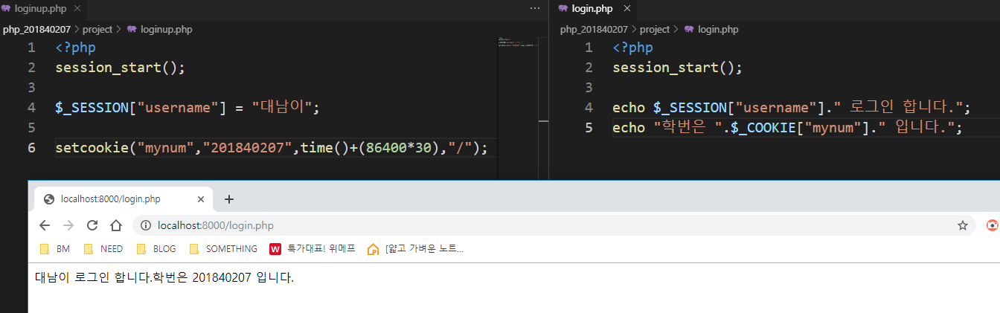 loginup.php
php_201840207 > project > loginup.php
1 <?php
2 session_start();
3
4 $_SESSION["username"] = "대남이";
5
6 setcookie("mynum","201840207",time()+(86400*30),"/");
login.php
php_201840207 > project > login.php
1 <?php
2 session_start();
3
4 echo $_SESSION["username"]." 로그인 합니다.";
5 echo "학번은 ".$_COOKIE["mynum"]." 입니다.";
localhost:8000/login.php
localhost:8000/login.php
BM NEED BLOG SOMETHING W 특가대표! 위메프 [얇고 가벼운 노트...
대남이 로그인 합니다.학번은 201840207 입니다.